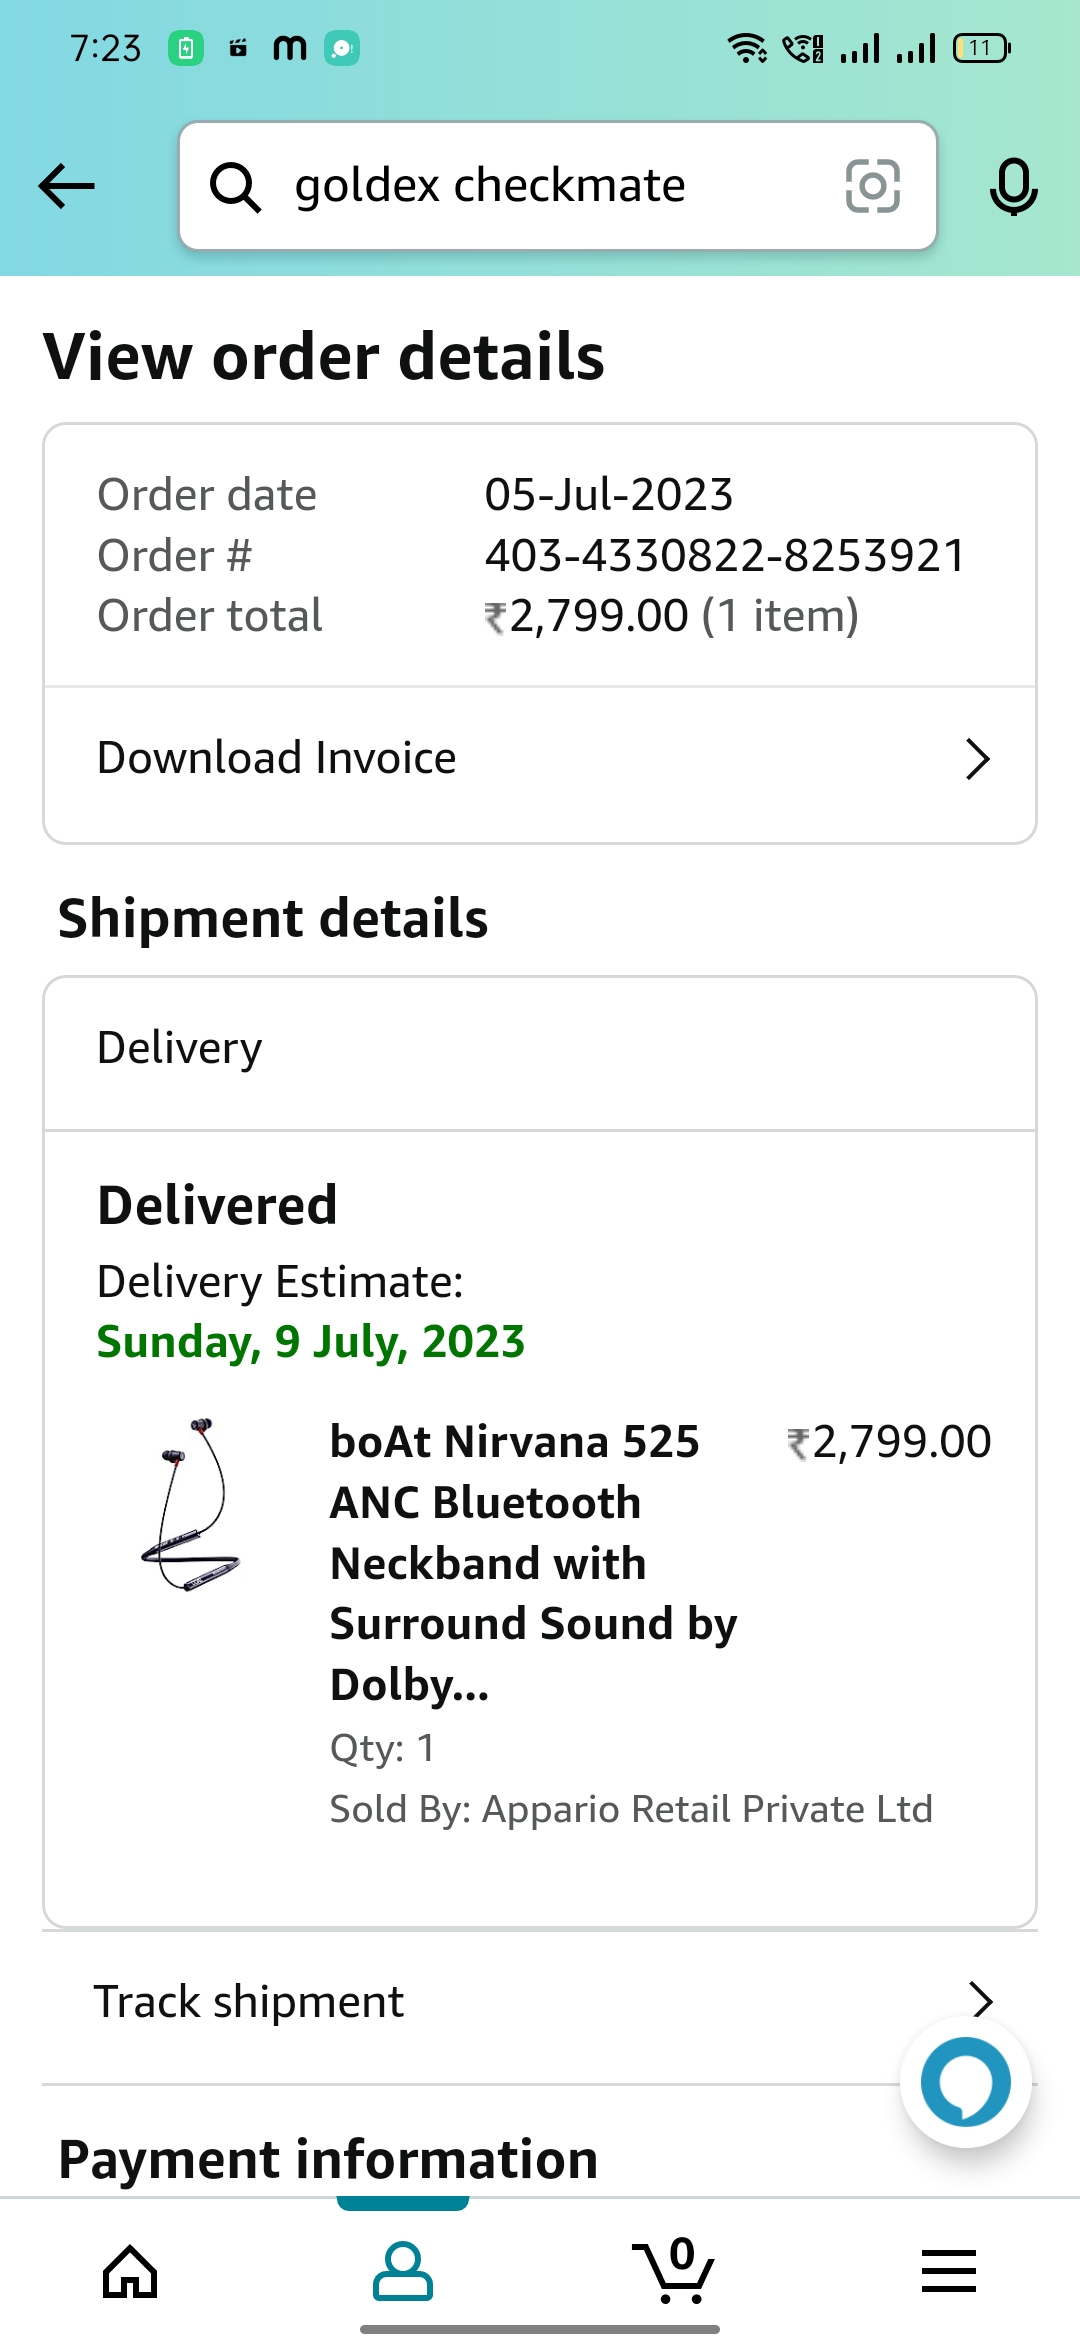 7:23
11
goldex checkmate
View order details
Order date 05-Jul-2023
Order # 403-4330822-8253921
Order total ₹2,799.00 (1 item)
Download Invoice
Shipment details
Delivery
Delivered
Delivery Estimate:
Sunday, 9 July, 2023
boAt Nirvana 525 ₹2,799.00
ANC Bluetooth
Neckband with
Surround Sound by
Dolby...
Qty: 1
Sold By: Appario Retail Private Ltd
Track shipment
Payment information
0